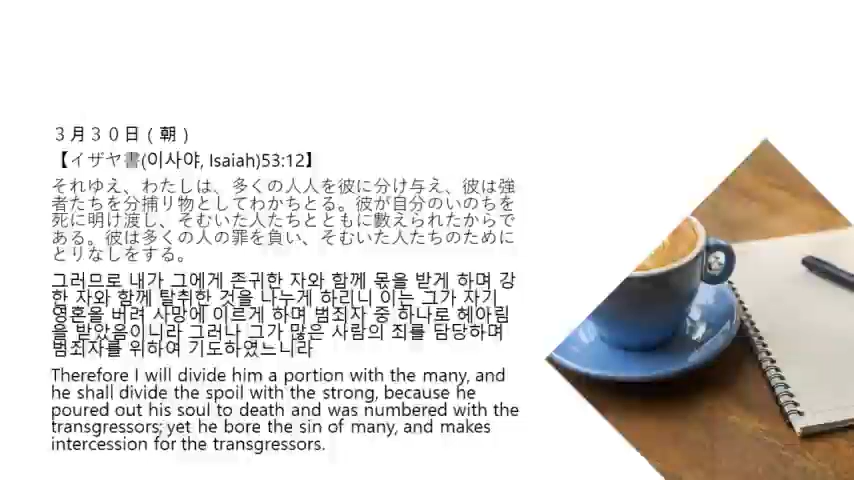 ３月３０日(朝)
【イザヤ書(이사야, Isaiah)53:12】
それゆえ、わたしは、多くの人人を彼に分け与え、彼は強
者たちを分捕り物としてわかちとる。彼が自分のいのちを
死に明け渡し、そむいた人たちとともに數えられたからで
ある。彼は多くの人の罪を負い、そむいた人たちのために
とりなしをする。
그러므로 내가 그에게 존귀한 자와 함께 몫을 받게 하며 강
한 자와 함께 탈취한 것을 나누게 하리니 이는 그가 자기
영혼을 버려 사망에 이르게 하며 범죄자 중 하나로 헤아림
을 받았음이니라 그러나 그가 많은 사람의 죄를 담당하며
범죄자를 위하여 기도하였느니라
Therefore I will divide him a portion with the many, and
he shall divide the spoil with the strong, because he
poured out his soul to death and was numbered with the
transgressors; yet he bore the sin of many, and makes
intercession for the transgressors.